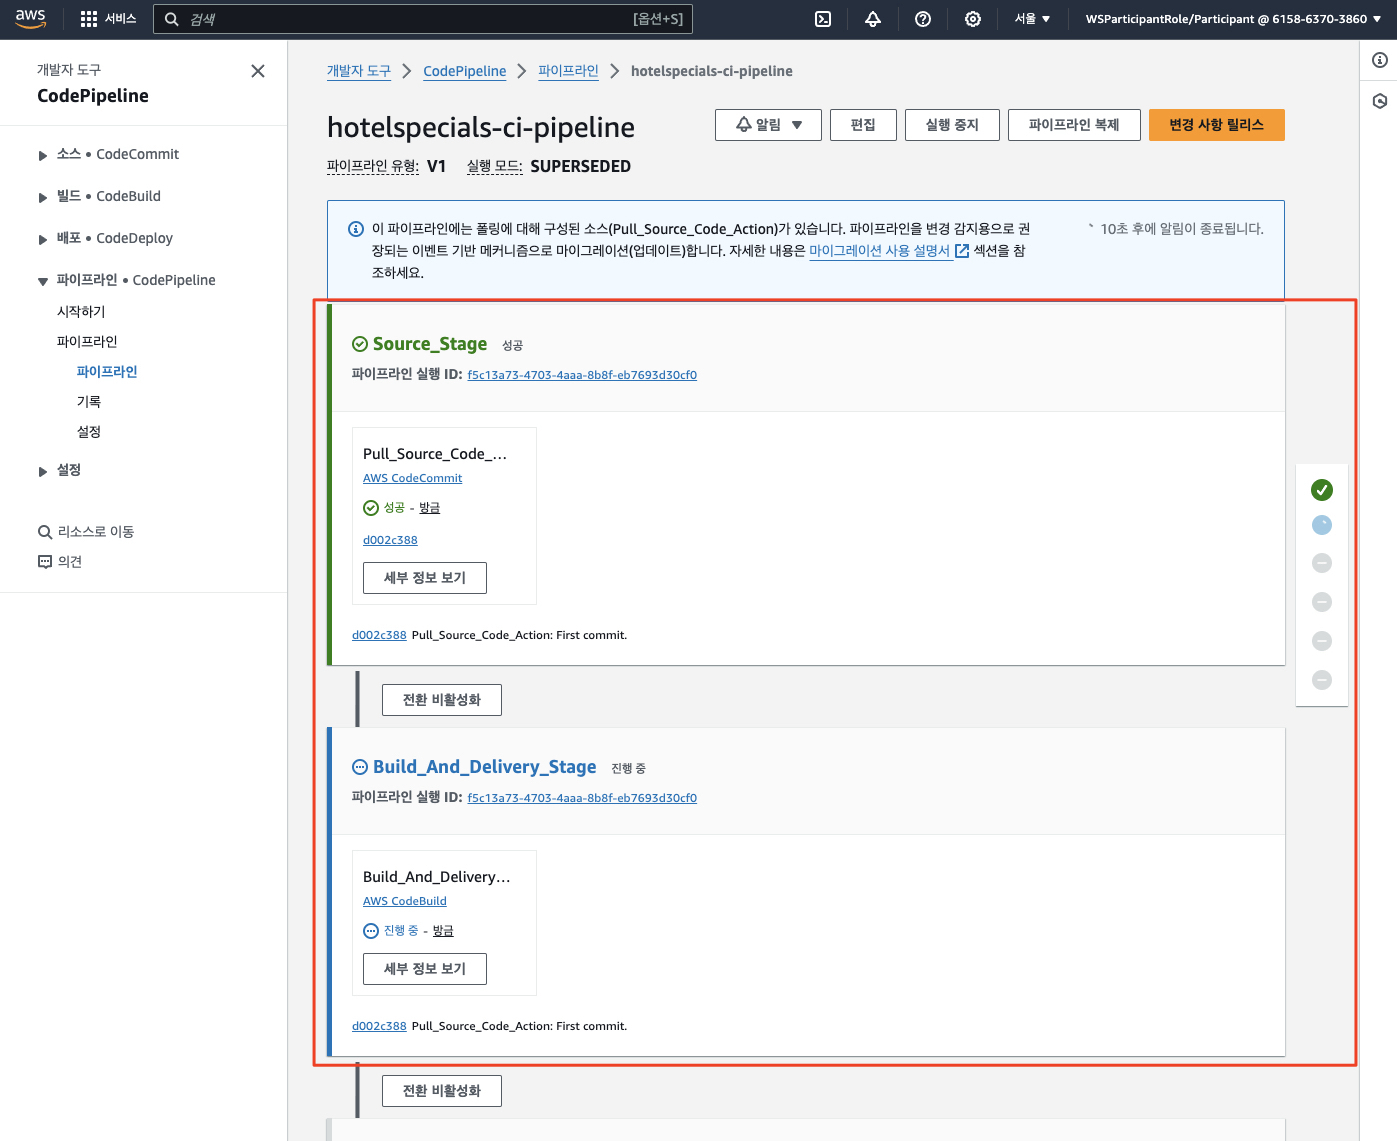 aws
서비스
검색
[옵션+S]
서울 ▼
WSParticipantRole/Participant @ 6158-6370-3860 ▼
개발자 도구
CodePipeline
소스 • CodeCommit
빌드 • CodeBuild
배포 • CodeDeploy
파이프라인 • CodePipeline
시작하기
파이프라인
파이프라인
기록
설정
설정
리소스로 이동
의견
개발자 도구 > CodePipeline > 파이프라인 > hotelspecials-ci-pipeline
hotelspecials-ci-pipeline
알림 ▼
편집
실행 중지
파이프라인 복제
변경 사항 릴리스
파이프라인 유형: V1 실행 모드: SUPERSEDED
이 파이프라인에는 폴링에 대해 구성된 소스(Pull_Source_Code_Action)가 있습니다. 파이프라인을 변경 감지용으로 권
장되는 이벤트 기반 메커니즘으로 마이그레이션(업데이트)합니다. 자세한 내용은 마이그레이션 사용 설명서 섹션을 참
조하세요.
10초 후에 알림이 종료됩니다.
Source_Stage 성공
파이프라인 실행 ID: f5c13a73-4703-4aaa-8b8f-eb7693d30cf0
Pull_Source_Code_...
AWS CodeCommit
성공 - 방금
d002c388
세부 정보 보기
d002c388 Pull_Source_Code_Action: First commit.
전환 비활성화
Build_And_Delivery_Stage 진행 중
파이프라인 실행 ID: f5c13a73-4703-4aaa-8b8f-eb7693d30cf0
Build_And_Delivery...
AWS CodeBuild
진행 중 - 방금
세부 정보 보기
d002c388 Pull_Source_Code_Action: First commit.
전환 비활성화